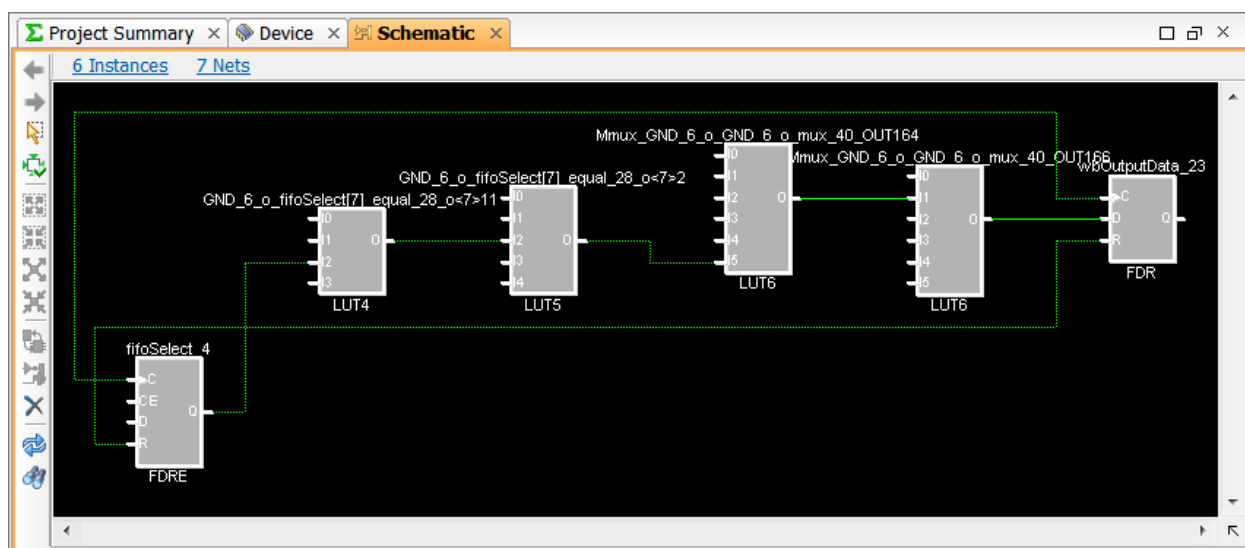 Project Summary Device Schematic
6 Instances 7 Nets
Mmux_GND_6_o_GND_6_o_mux_40_OUT164
I0
I1
I2
I3
I4
I5
O
LUT6
Mmux_GND_6_o_GND_6_o_mux_40_OUT166
I0
I1
I2
I3
I4
I5
O
LUT6
wbOutputData_23
C
D
R
Q
FDR
GND_6_o_fifoSelect[7]_equal_28_o<7>2
I0
I1
I2
I3
I4
O
LUT5
GND_6_o_fifoSelect[7]_equal_28_o<7>11
I0
I1
I2
I3
O
LUT4
fifoSelect_4
C
CE
D
R
Q
FDRE